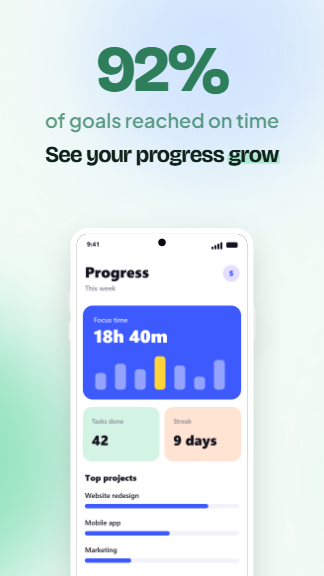 92%
of goals reached on time
See your progress grow
9:41
Progress
S
This week
Focus time
18h 40m
Tasks done
Streak
42
9 days
Top projects
Website redesign
Mobile app
Marketing